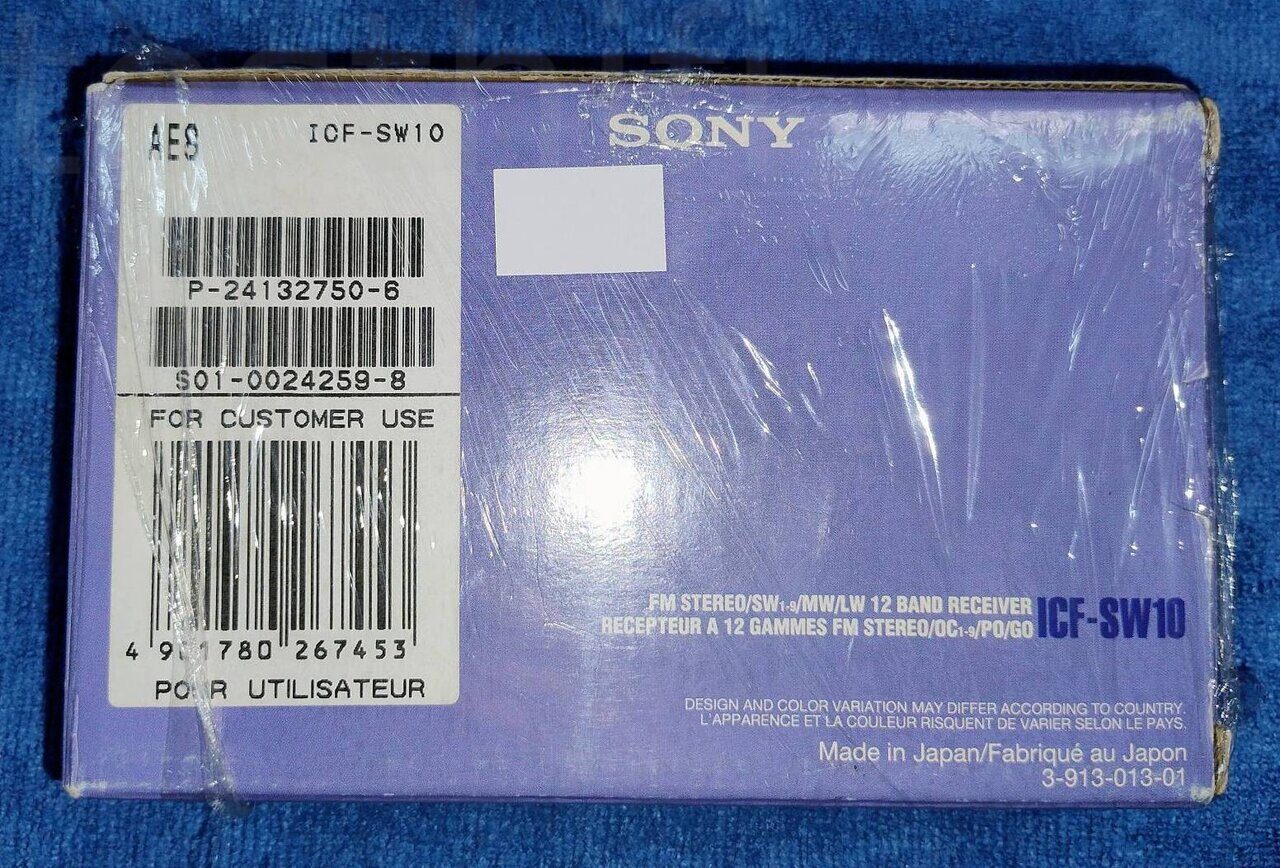 AES ICF-SW10
P-24132750-6
S01-0024259-8
FOR CUSTOMER USE
4 901780 267453
POUR UTILISATEUR
SONY
FM STEREO/SW1-9/MW/LW 12 BAND RECEIVER
RECEPTEUR A 12 GAMMES FM STEREO/OC1-9/PO/GO
ICF-SW10
DESIGN AND COLOR VARIATION MAY DIFFER ACCORDING TO COUNTRY.
L'APPARENCE ET LA COULEUR RISQUENT DE VARIER SELON LE PAYS.
Made in Japan/Fabriqué au Japon
3-913-013-01